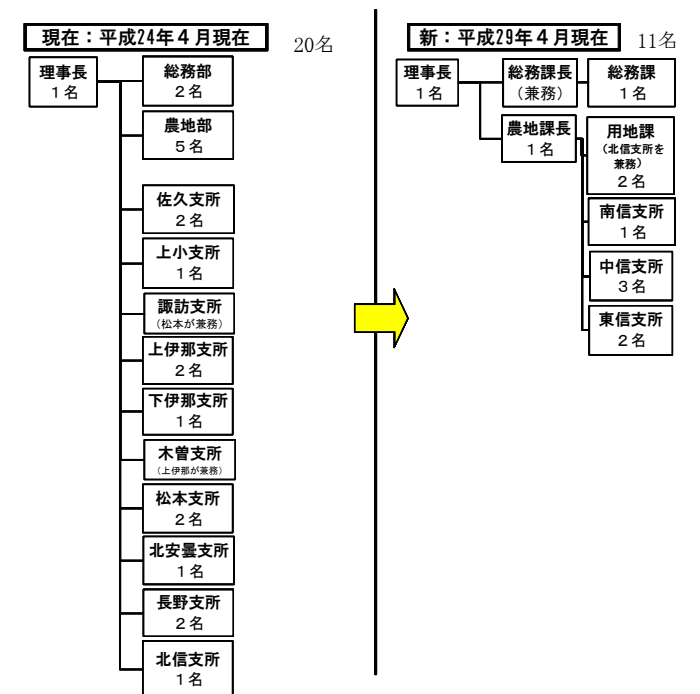 現在：平成24年４月現在
20名
理事長
１名
総務部
２名
農地部
５名
佐久支所
２名
上小支所
１名
諏訪支所
（松本が兼務）
上伊那支所
２名
下伊那支所
１名
木曽支所
（上伊那が兼務）
松本支所
２名
北安曇支所
１名
長野支所
２名
北信支所
１名
新：平成29年４月現在
11名
理事長
１名
総務課長
（兼務）
総務課
１名
農地課長
１名
用地課
（北信支所を
兼務）
２名
南信支所
１名
中信支所
３名
東信支所
２名